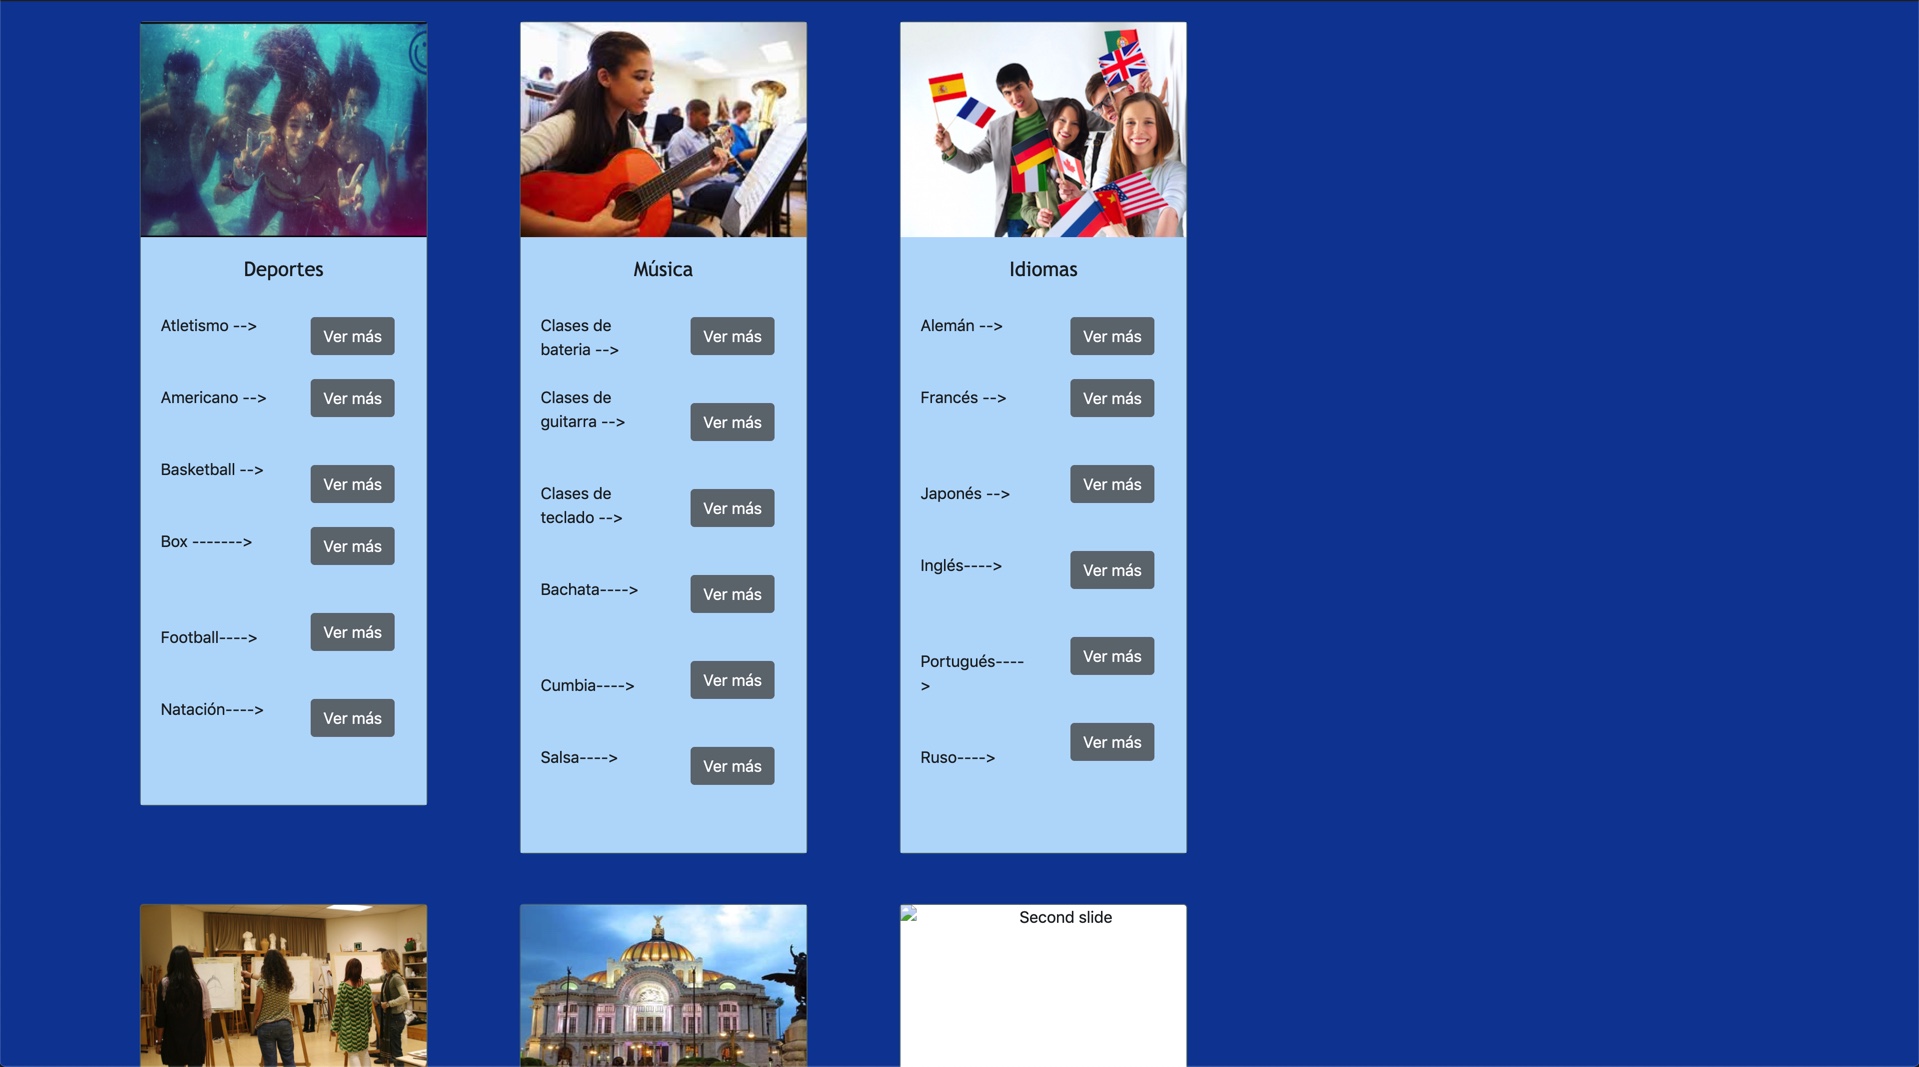 Deportes
Atletismo -->
Ver más
Americano -->
Ver más
Basketball -->
Ver más
Box ------->
Ver más
Football---->
Ver más
Natación---->
Ver más
Música
Clases de
bateria -->
Ver más
Clases de
guitarra -->
Ver más
Clases de
teclado -->
Ver más
Bachata---->
Ver más
Cumbia---->
Ver más
Salsa---->
Ver más
Idiomas
Alemán -->
Ver más
Francés -->
Ver más
Japonés -->
Ver más
Inglés---->
Ver más
Portugués----
>
Ver más
Ruso---->
Ver más
Second slide